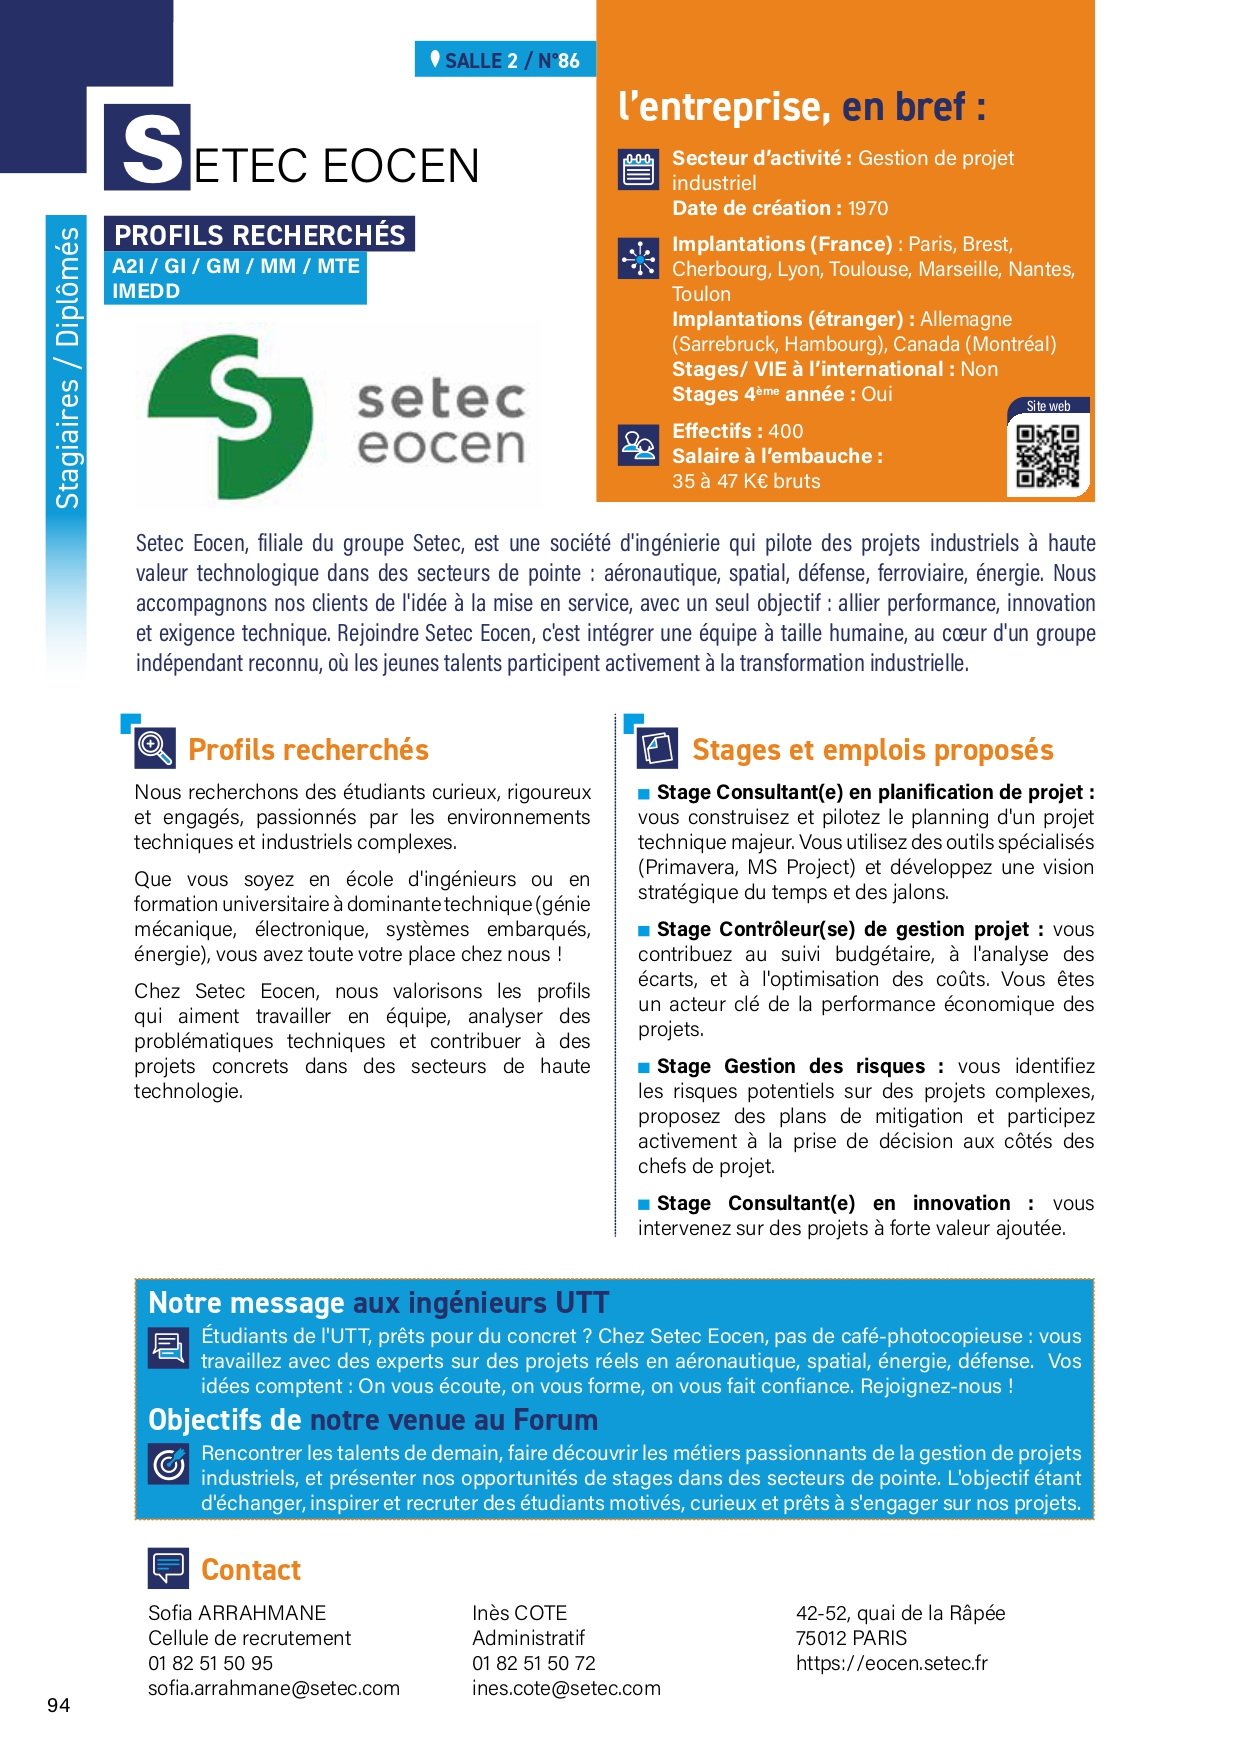 SALLE 2 / N°86
SETEC EOCEN
PROFILS RECHERCHÉS
A2I / GI / GM / MM / MTE
IMEDD
Stagiaires / Diplômés
setec
eocen
l'entreprise, en bref :
Secteur d'activité : Gestion de projet
industriel
Date de création : 1970
Implantations (France) : Paris, Brest,
Cherbourg, Lyon, Toulouse, Marseille, Nantes,
Toulon
Implantations (étranger) : Allemagne
(Sarrebruck, Hambourg), Canada (Montréal)
Stages/ VIE à l'international : Non
Stages 4ème année : Oui
Site web
Effectifs : 400
Salaire à l'embauche :
35 à 47 K€ bruts
Setec Eocen, filiale du groupe Setec, est une société d'ingénierie qui pilote des projets industriels à haute
valeur technologique dans des secteurs de pointe : aéronautique, spatial, défense, ferroviaire, énergie. Nous
accompagnons nos clients de l'idée à la mise en service, avec un seul objectif : allier performance, innovation
et exigence technique. Rejoindre Setec Eocen, c'est intégrer une équipe à taille humaine, au cœur d'un groupe
indépendant reconnu, où les jeunes talents participent activement à la transformation industrielle.
Profils recherchés
Nous recherchons des étudiants curieux, rigoureux
et engagés, passionnés par les environnements
techniques et industriels complexes.
Que vous soyez en école d'ingénieurs ou en
formation universitaire à dominante technique (génie
mécanique, électronique, systèmes embarqués,
énergie), vous avez toute votre place chez nous !
Chez Setec Eocen, nous valorisons les profils
qui aiment travailler en équipe, analyser des
problématiques techniques et contribuer à des
projets concrets dans des secteurs de haute
technologie.
Stages et emplois proposés
Stage Consultant(e) en planification de projet :
vous construisez et pilotez le planning d'un projet
technique majeur. Vous utilisez des outils spécialisés
(Primavera, MS Project) et développez une vision
stratégique du temps et des jalons.
Stage Contrôleur(se) de gestion projet : vous
contribuez au suivi budgétaire, à l'analyse des
écarts, et à l'optimisation des coûts. Vous êtes
un acteur clé de la performance économique des
projets.
Stage Gestion des risques : vous identifiez
les risques potentiels sur des projets complexes,
proposez des plans de mitigation et participez
activement à la prise de décision aux côtés des
chefs de projet.
Stage Consultant(e) en innovation : vous
intervenez sur des projets à forte valeur ajoutée.
Notre message aux ingénieurs UTT
Étudiants de l'UTT, prêts pour du concret ? Chez Setec Eocen, pas de café-photocopieuse : vous
travaillez avec des experts sur des projets réels en aéronautique, spatial, énergie, défense. Vos
idées comptent : On vous écoute, on vous forme, on vous fait confiance. Rejoignez-nous !
Objectifs de notre venue au Forum
Rencontrer les talents de demain, faire découvrir les métiers passionnants de la gestion de projets
industriels, et présenter nos opportunités de stages dans des secteurs de pointe. L'objectif étant
d'échanger, inspirer et recruter des étudiants motivés, curieux et prêts à s'engager sur nos projets.
Contact
Sofia ARRAHMANE
Cellule de recrutement
01 82 51 50 95
sofia.arrahmane@setec.com
Inès COTE
Administratif
01 82 51 50 72
ines.cote@setec.com
42-52, quai de la Râpée
75012 PARIS
https://eocen.setec.fr
94